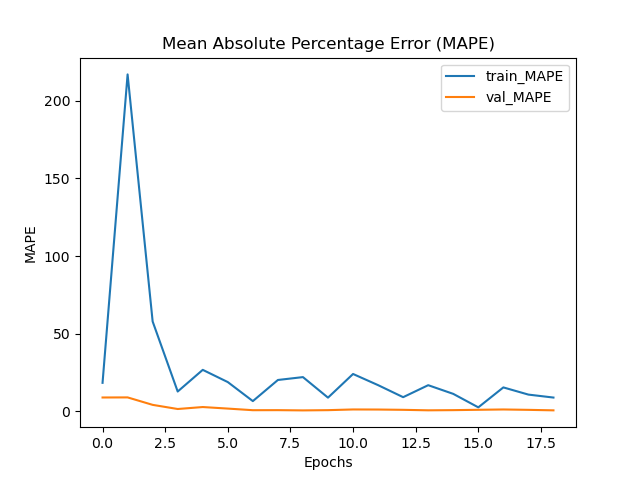 Mean Absolute Percentage Error (MAPE)
train_MAPE
val_MAPE
200
150
100
50
0
MAPE
0.0 2.5 5.0 7.5 10.0 12.5 15.0 17.5
Epochs